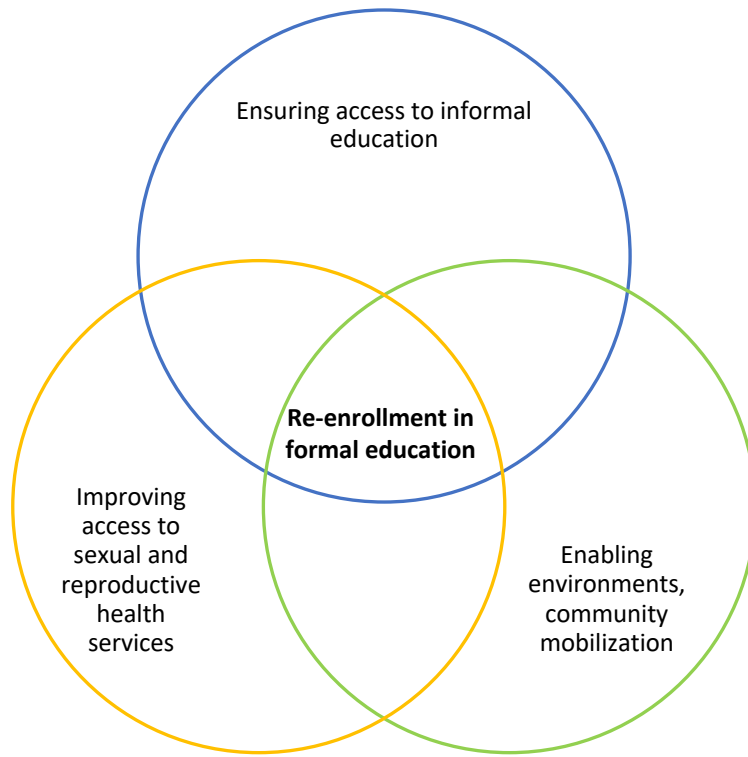 Ensuring access to informal
education
Re-enrollment in
formal education
Improving
access to
sexual and
reproductive
health
services
Enabling
environments,
community
mobilization